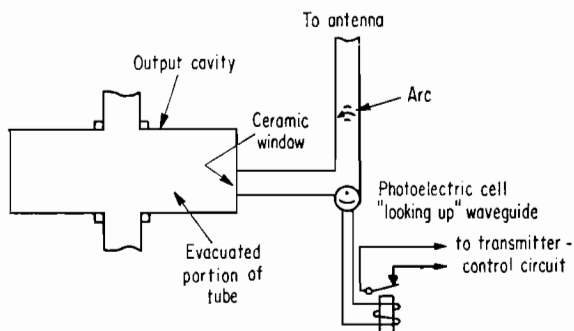 To antenna
Output cavity
Arc
Ceramic
window
Photoelectric cell
"looking up" waveguide
to transmitter-
control circuit
Evacuated
portion of
tube